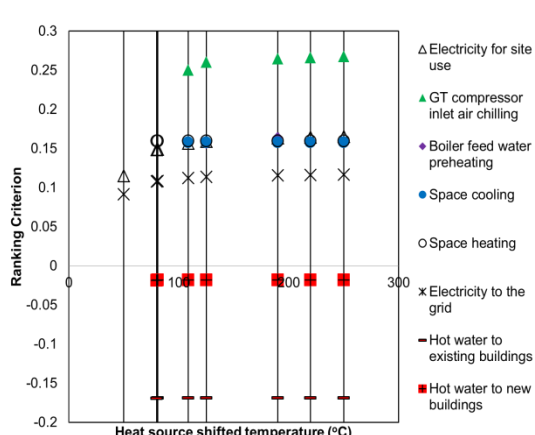 0.3
0.25
0.2
0.15
0.1
0.05
0
-0.05
-0.1
-0.15
-0.2
Ranking Criterion
0
100
200
300
Heat source shifted temperature (°C)
Electricity for site
use
GT compressor
inlet air chilling
Boiler feed water
preheating
Space cooling
Space heating
Electricity to the
grid
Hot water to
existing buildings
Hot water to new
buildings